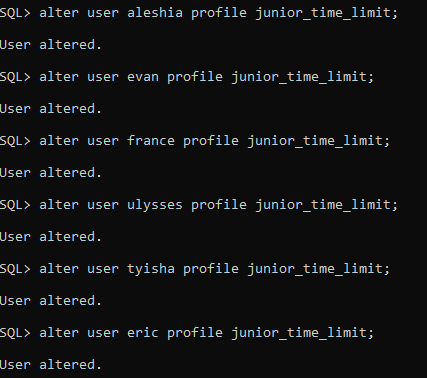 SQL> alter user aleshia profile junior_time_limit;
User altered.
SQL> alter user evan profile junior_time_limit;
User altered.
SQL> alter user france profile junior_time_limit;
User altered.
SQL> alter user ulysses profile junior_time_limit;
User altered.
SQL> alter user tyisha profile junior_time_limit;
User altered.
SQL> alter user eric profile junior_time_limit;
User altered.